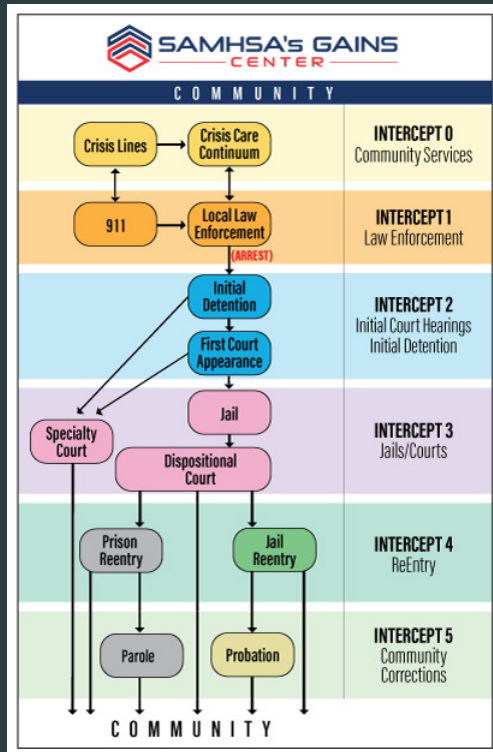 SAMHSA's GAINS
CENTER
COMMUNITY
Crisis Lines
Crisis Care
Continuum
INTERCEPT 0
Community Services
911
Local Law
Enforcement
INTERCEPT 1
Law Enforcement
(ARREST)
Initial
Detention
First Court
Appearance
INTERCEPT 2
Initial Court Hearings
Initial Detention
Jail
Specialty
Court
Dispositional
Court
INTERCEPT 3
Jails/Courts
Prison
Reentry
Jail
Reentry
INTERCEPT 4
ReEntry
Parole
Probation
INTERCEPT 5
Community
Corrections
COMMUNITY